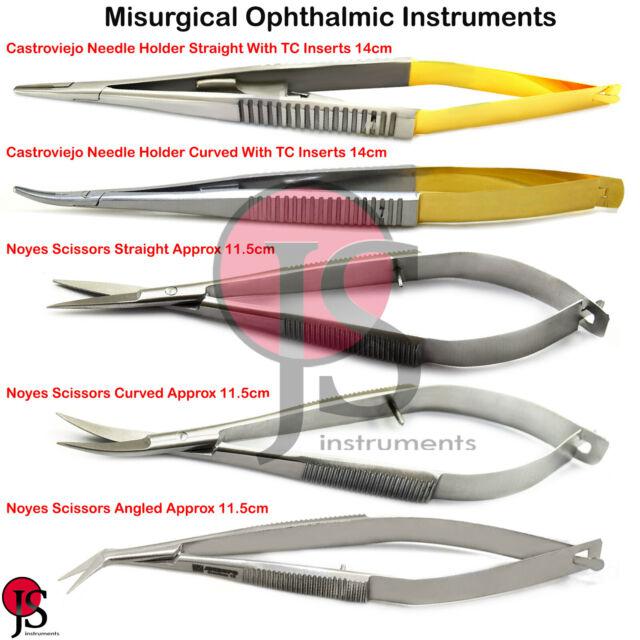 Misurgical Ophthalmic Instruments
Castroviejo Needle Holder Straight With TC Inserts 14cm
Castroviejo Needle Holder Curved With TC Inserts 14cm
Noyes Scissors Straight Approx 11.5cm
Noyes Scissors Curved Approx 11.5cm
JS
instruments
Noyes Scissors Angled Approx 11.5cm
JS
instruments